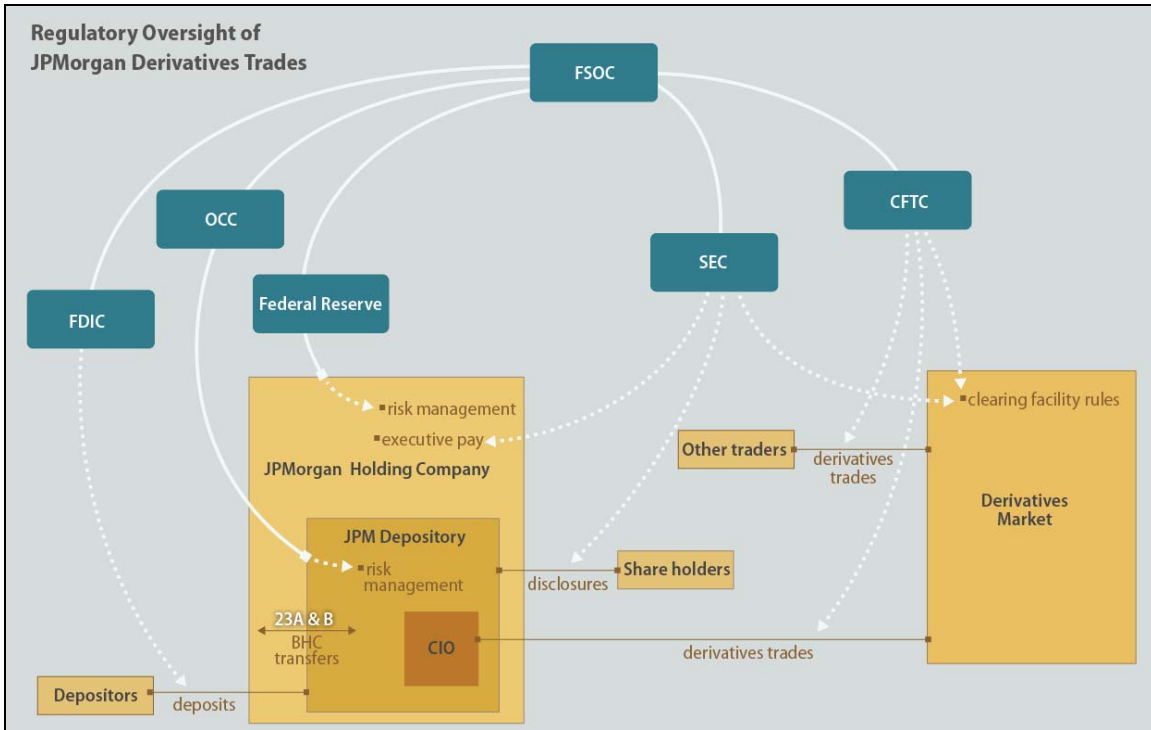 Regulatory Oversight of
JPMorgan Derivatives Trades
FSOC
OCC
CFTC
SEC
Federal Reserve
FDIC
risk management
executive pay
JPMorgan Holding Company
clearing facility rules
Other traders
derivatives
trades
Derivatives
Market
JPM Depository
risk
management
disclosures
Share holders
23A & B
BHC
transfers
CIO
derivatives trades
Depositors
deposits